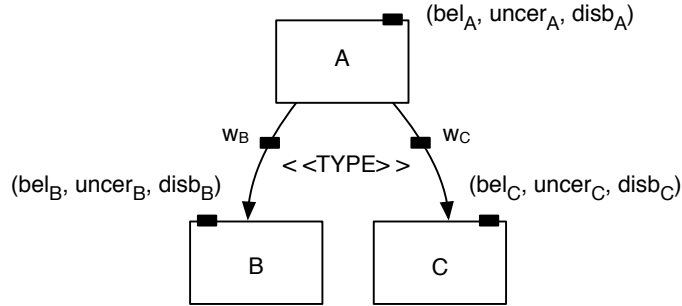 (bel_A, uncer_A, disb_A)
A
w_B
w_C
< <TYPE> >
(bel_B, uncer_B, disb_B)
(bel_C, uncer_C, disb_C)
B
C